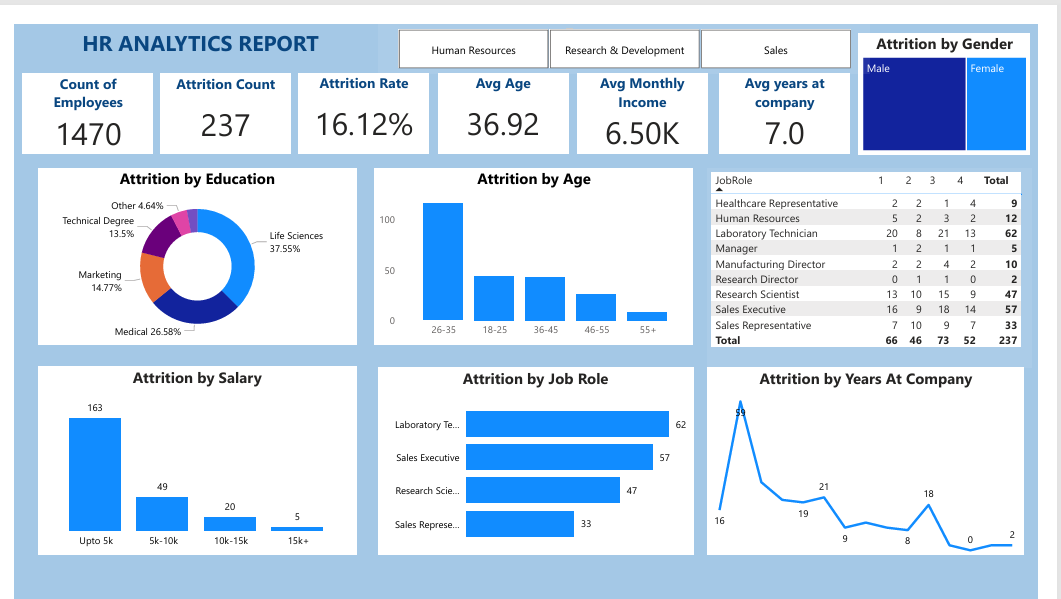 HR ANALYTICS REPORT
Human Resources
Research & Development
Sales
Attrition by Gender
Male
Female
Count of
Employees
1470
Attrition Count
237
Attrition Rate
16.12%
Avg Age
36.92
Avg Monthly
Income
6.50K
Avg years at
company
7.0
Attrition by Education
Other 4.64%
Technical Degree
13.5%
Life Sciences
37.55%
Marketing
14.77%
Medical 26.58%
Attrition by Age
100
50
0
26-35 18-25 36-45 46-55 55+
JobRole 1 2 3 4 Total
Healthcare Representative 2 2 1 4 9
Human Resources 5 2 3 2 12
Laboratory Technician 20 8 21 13 62
Manager 1 2 1 1 5
Manufacturing Director 2 2 4 2 10
Research Director 0 1 1 0 2
Research Scientist 13 10 15 9 47
Sales Executive 16 9 18 14 57
Sales Representative 7 10 9 7 33
Total 66 46 73 52 237
Attrition by Salary
163
49
20
5
Upto 5k 5k-10k 10k-15k 15k+
Attrition by Job Role
Laboratory Te... 62
Sales Executive 57
Research Scie... 47
Sales Represe... 33
Attrition by Years At Company
59
16
19
21
9
8
18
0
2